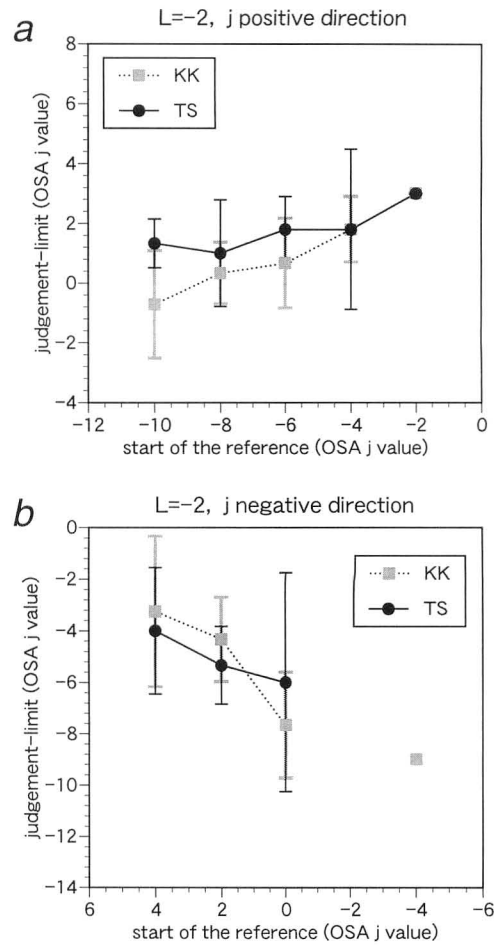 a
L=-2, j positive direction
KK
TS
8
6
4
2
0
-2
-4
judgement-limit (OSA j value)
-12 -10 -8 -6 -4 -2 0
start of the reference (OSA j value)
b
L=-2, j negative direction
KK
TS
0
-2
-4
-6
-8
-10
-12
-14
judgement-limit (OSA j value)
6 4 2 0 -2 -4 -6
start of the reference (OSA j value)